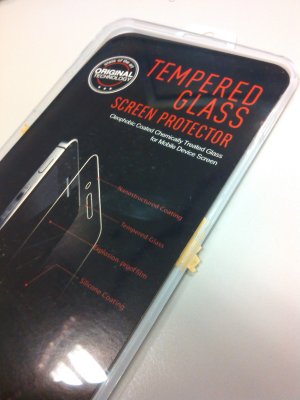 ORIGINAL
TECHNOLOGY
TEMPERED
GLASS
SCREEN PROTECTOR
Oleophobic Coated Chemically Treated Glass
for Mobile Device Screen
Nanostructured Coating
Tempered Glass
Explosion proof film
Silicone Coating